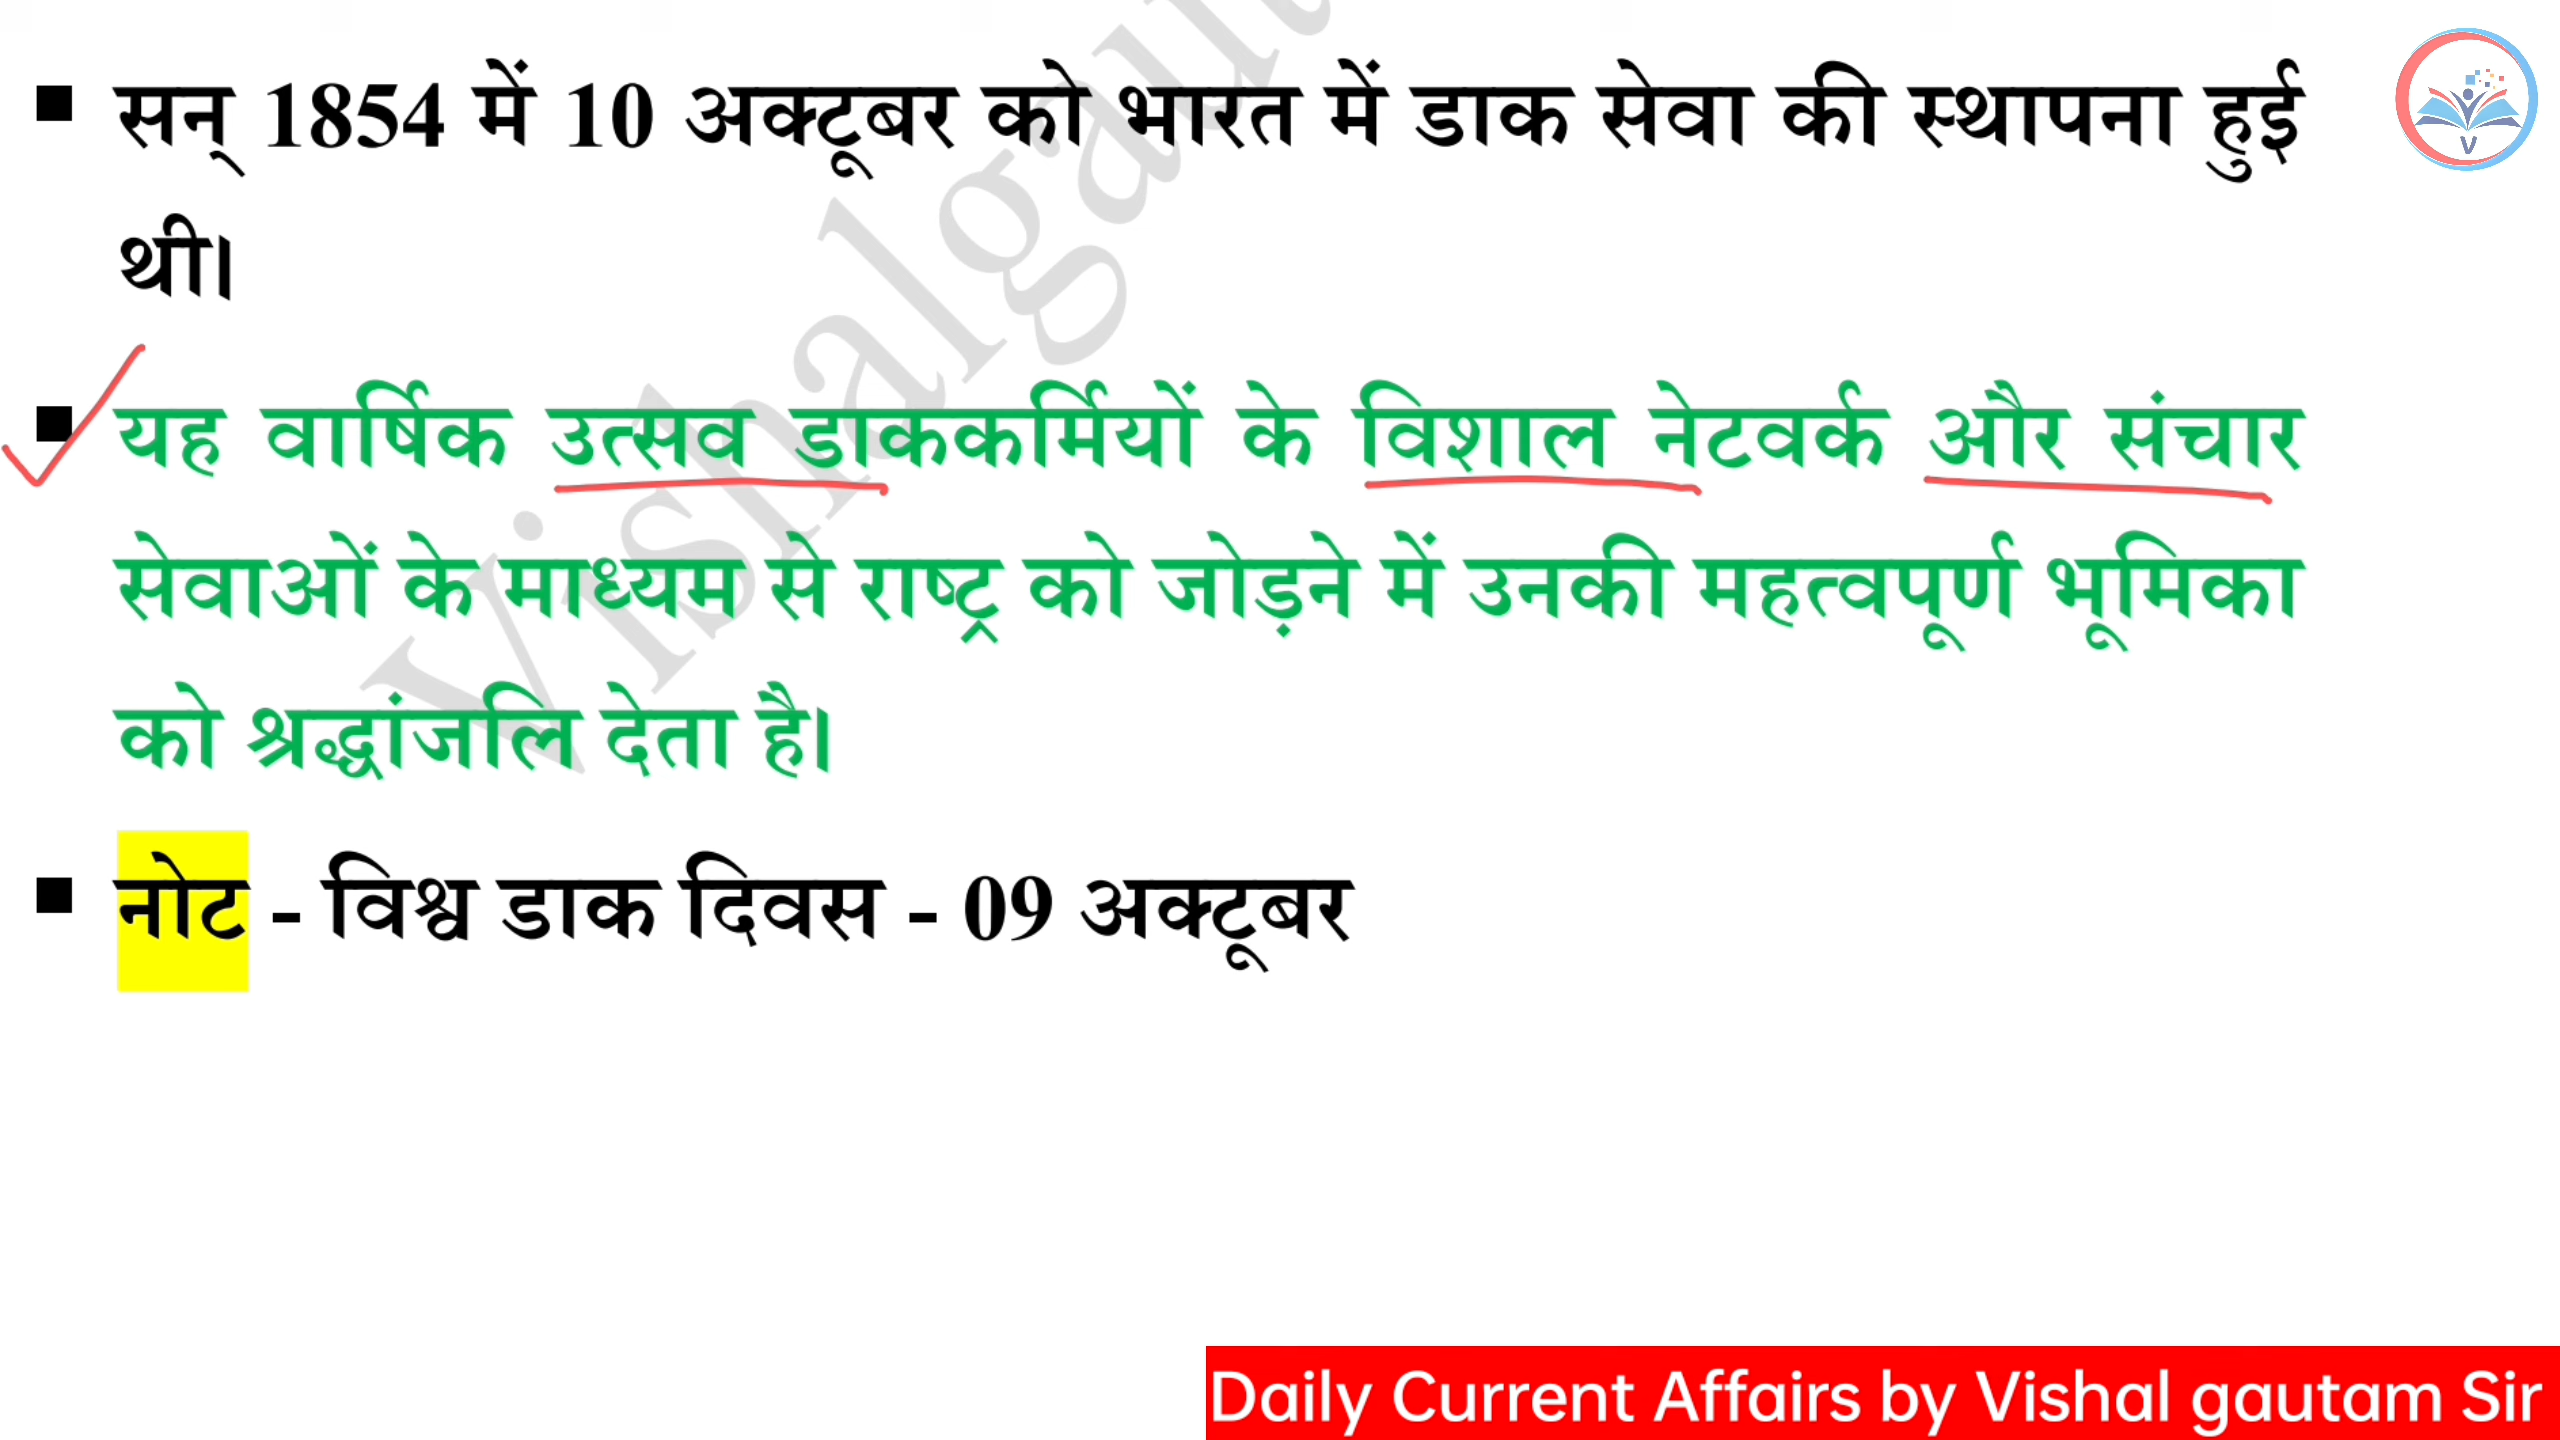 सन् 1854 में 10 अक्टूबर को भारत में डाक सेवा की स्थापना हुई
थी।
यह वार्षिक उत्सव डाककर्मियों के विशाल नेटवर्क और संचार
सेवाओं के माध्यम से राष्ट्र को जोड़ने में उनकी महत्वपूर्ण भूमिका
को श्रद्धांजलि देता है।
नोट - विश्व डाक दिवस - 09 अक्टूबर
Vishalgau
V
Daily Current Affairs by Vishal gautam Sir